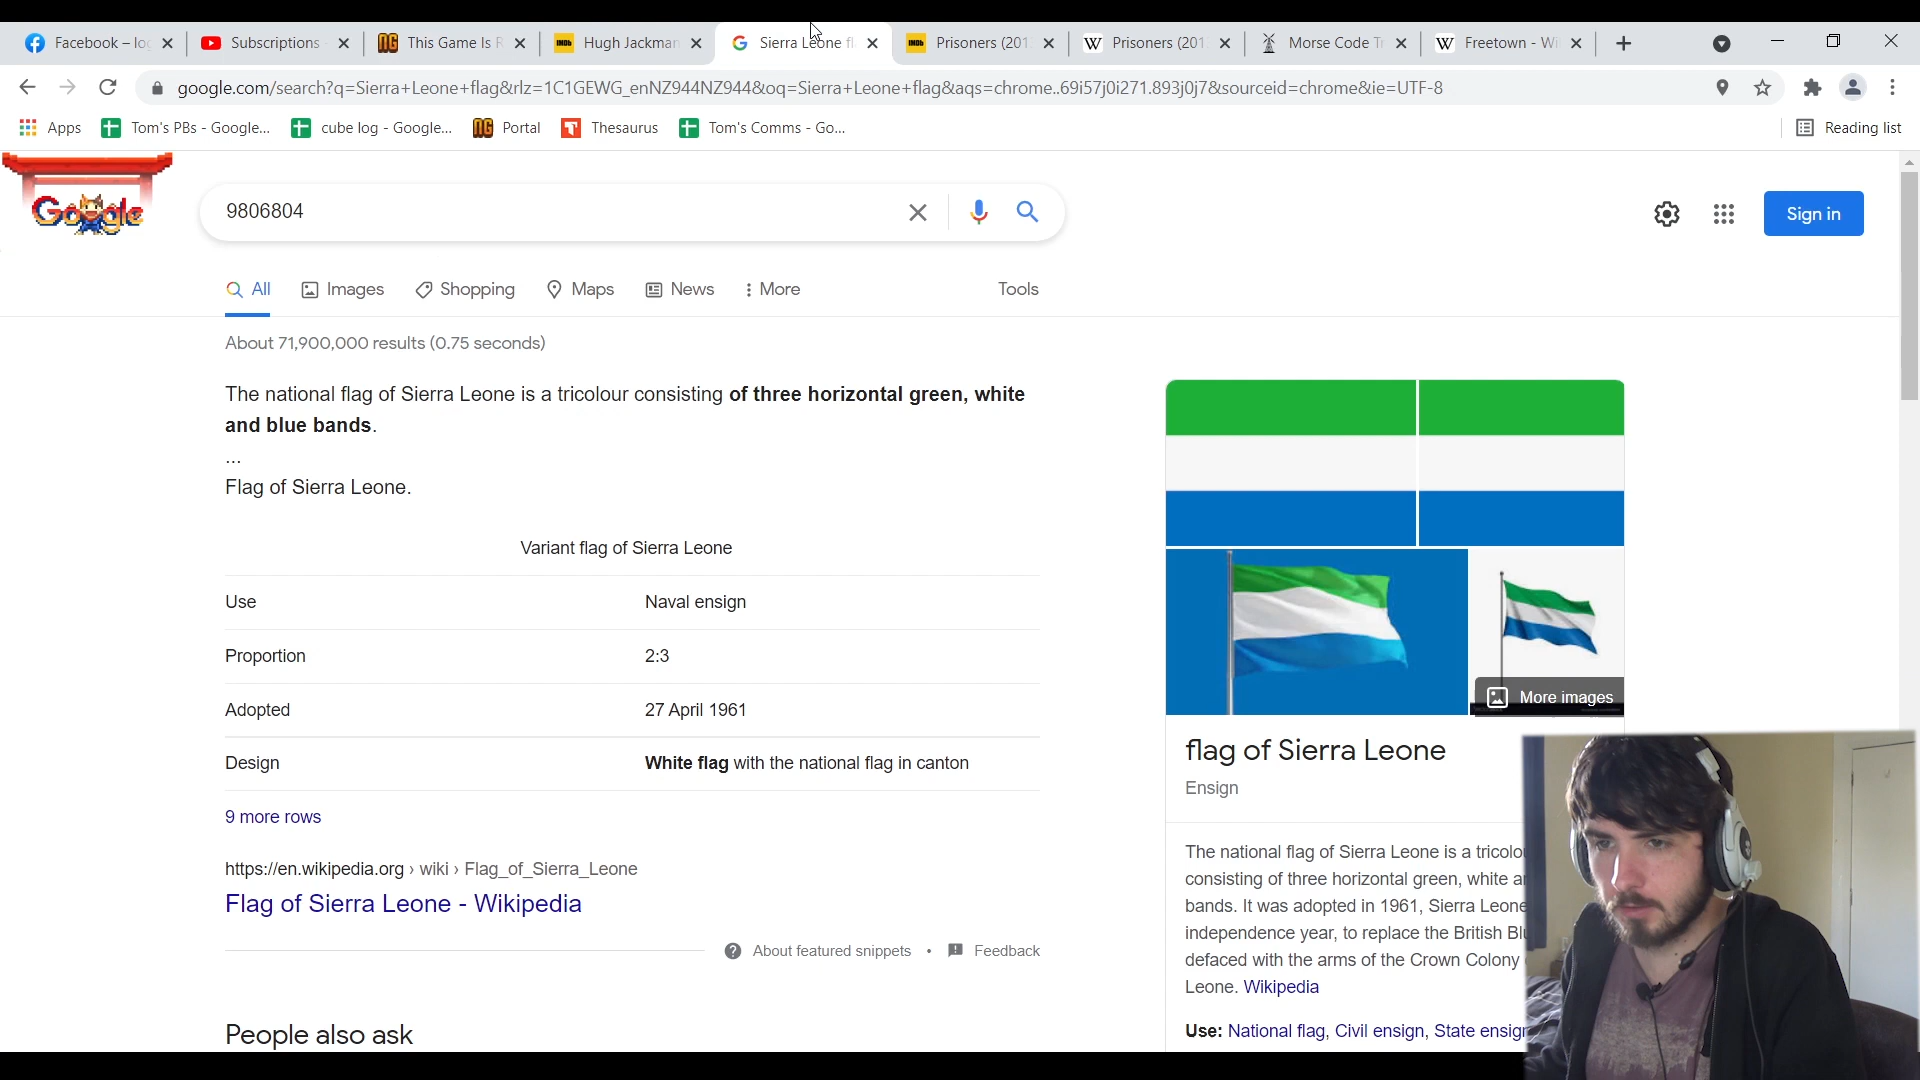 Facebook – log
Subscriptions -
This Game Is R
Hugh Jackman
Sierra Leone fl
Prisoners (201
Prisoners (201
Morse Code Tr
Freetown - Wi
google.com/search?q=Sierra+Leone+flag&rlz=1C1GEWG_enNZ944NZ944&oq=Sierra+Leone+flag&aqs=chrome..69i57j0i271.893j0j7&sourceid=chrome&ie=UTF-8
Apps
Tom's PBs - Google...
cube log - Google...
Portal
Thesaurus
Tom's Comms - Go...
Reading list
Google
9806804
Sign in
All
Images
Shopping
Maps
News
More
Tools
About 71,900,000 results (0.75 seconds)
The national flag of Sierra Leone is a tricolour consisting of three horizontal green, white
and blue bands.
...
Flag of Sierra Leone.
Variant flag of Sierra Leone
Use Naval ensign
Proportion 2:3
Adopted 27 April 1961
Design White flag with the national flag in canton
9 more rows
https://en.wikipedia.org › wiki › Flag_of_Sierra_Leone
Flag of Sierra Leone - Wikipedia
About featured snippets • Feedback
People also ask
More images
flag of Sierra Leone
Ensign
The national flag of Sierra Leone is a tricolo
consisting of three horizontal green, white a
bands. It was adopted in 1961, Sierra Leone
independence year, to replace the British Bl
defaced with the arms of the Crown Colony
Leone. Wikipedia
Use: National flag, Civil ensign, State ensign